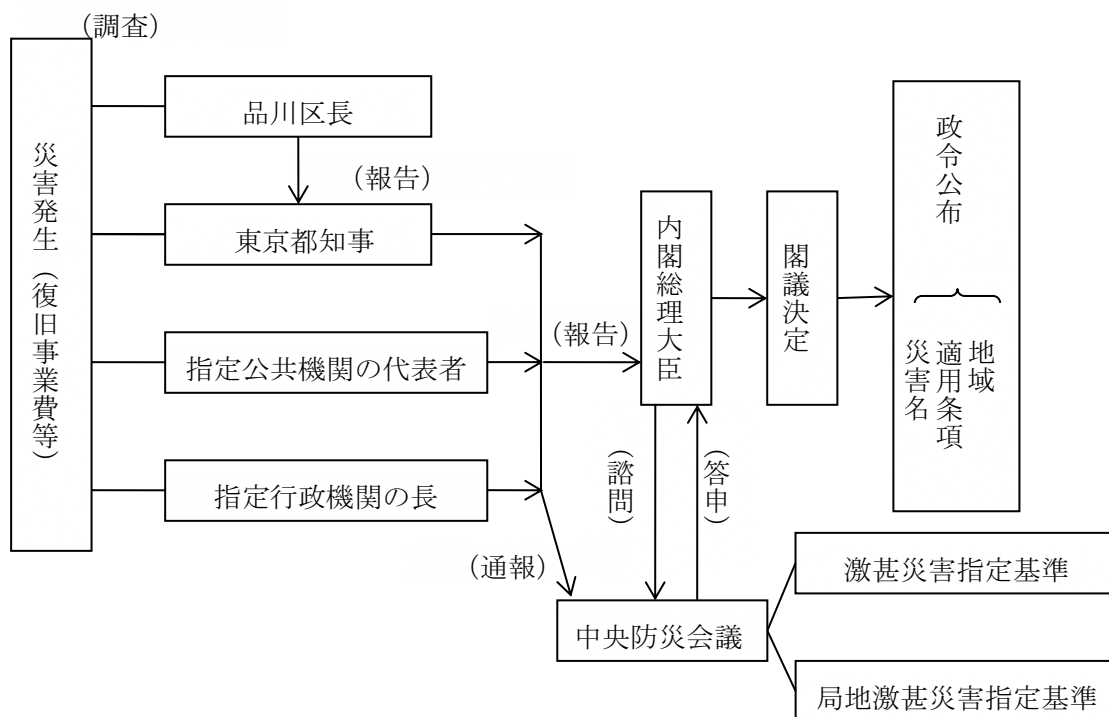 (調査)
災害発生(復旧事業費等)
品川区長
(報告)
東京都知事
指定公共機関の代表者
指定行政機関の長
(報告)
(通報)
内閣総理大臣
閣議決定
政令公布
地域
適用条項
災害名
(諮問)
(答申)
中央防災会議
激甚災害指定基準
局地激甚災害指定基準